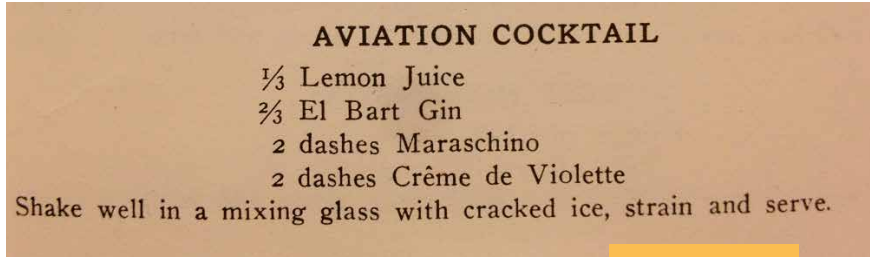 AVIATION COCKTAIL
⅓ Lemon Juice
⅔ El Bart Gin
2 dashes Maraschino
2 dashes Crême de Violette
Shake well in a mixing glass with cracked ice, strain and serve.